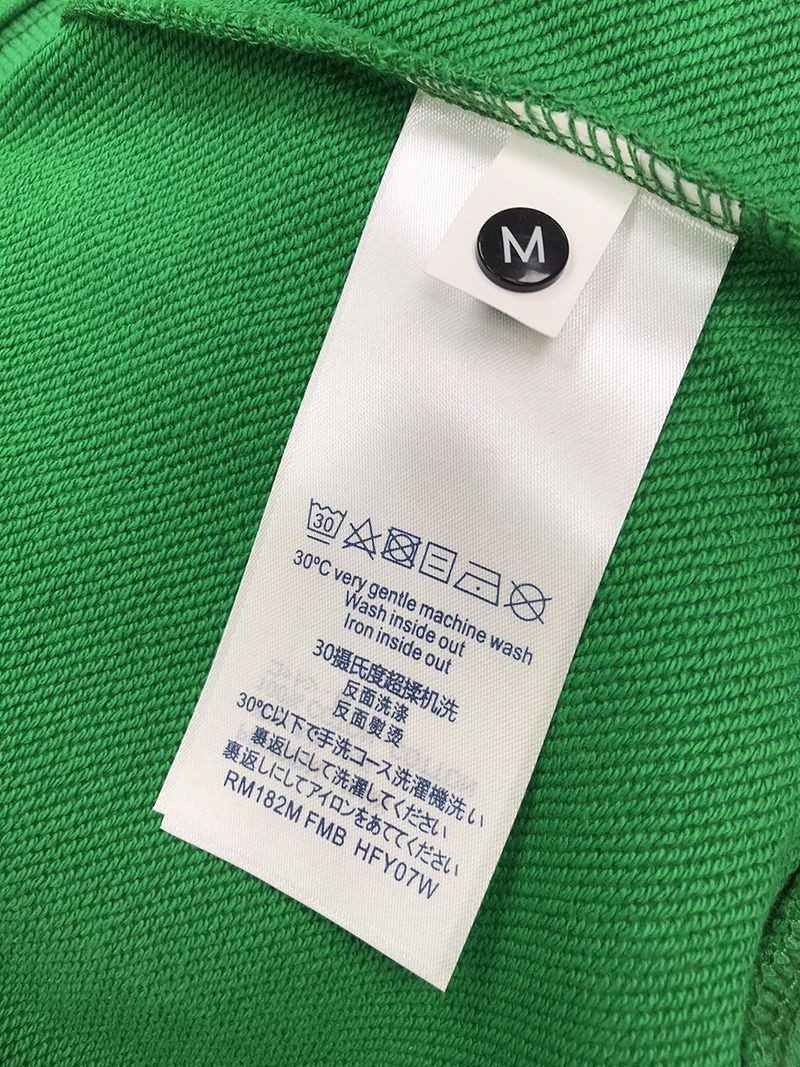 M
30
30ºC very gentle machine wash
Wash inside out
Iron inside out
30摄氏度超揉机洗
反面洗涤
反面熨烫
30℃以下で手洗コース洗濯機洗い
裏返しにして洗濯してください
裏返しにしてアイロンをあててください
RM182M FMB HFY07W